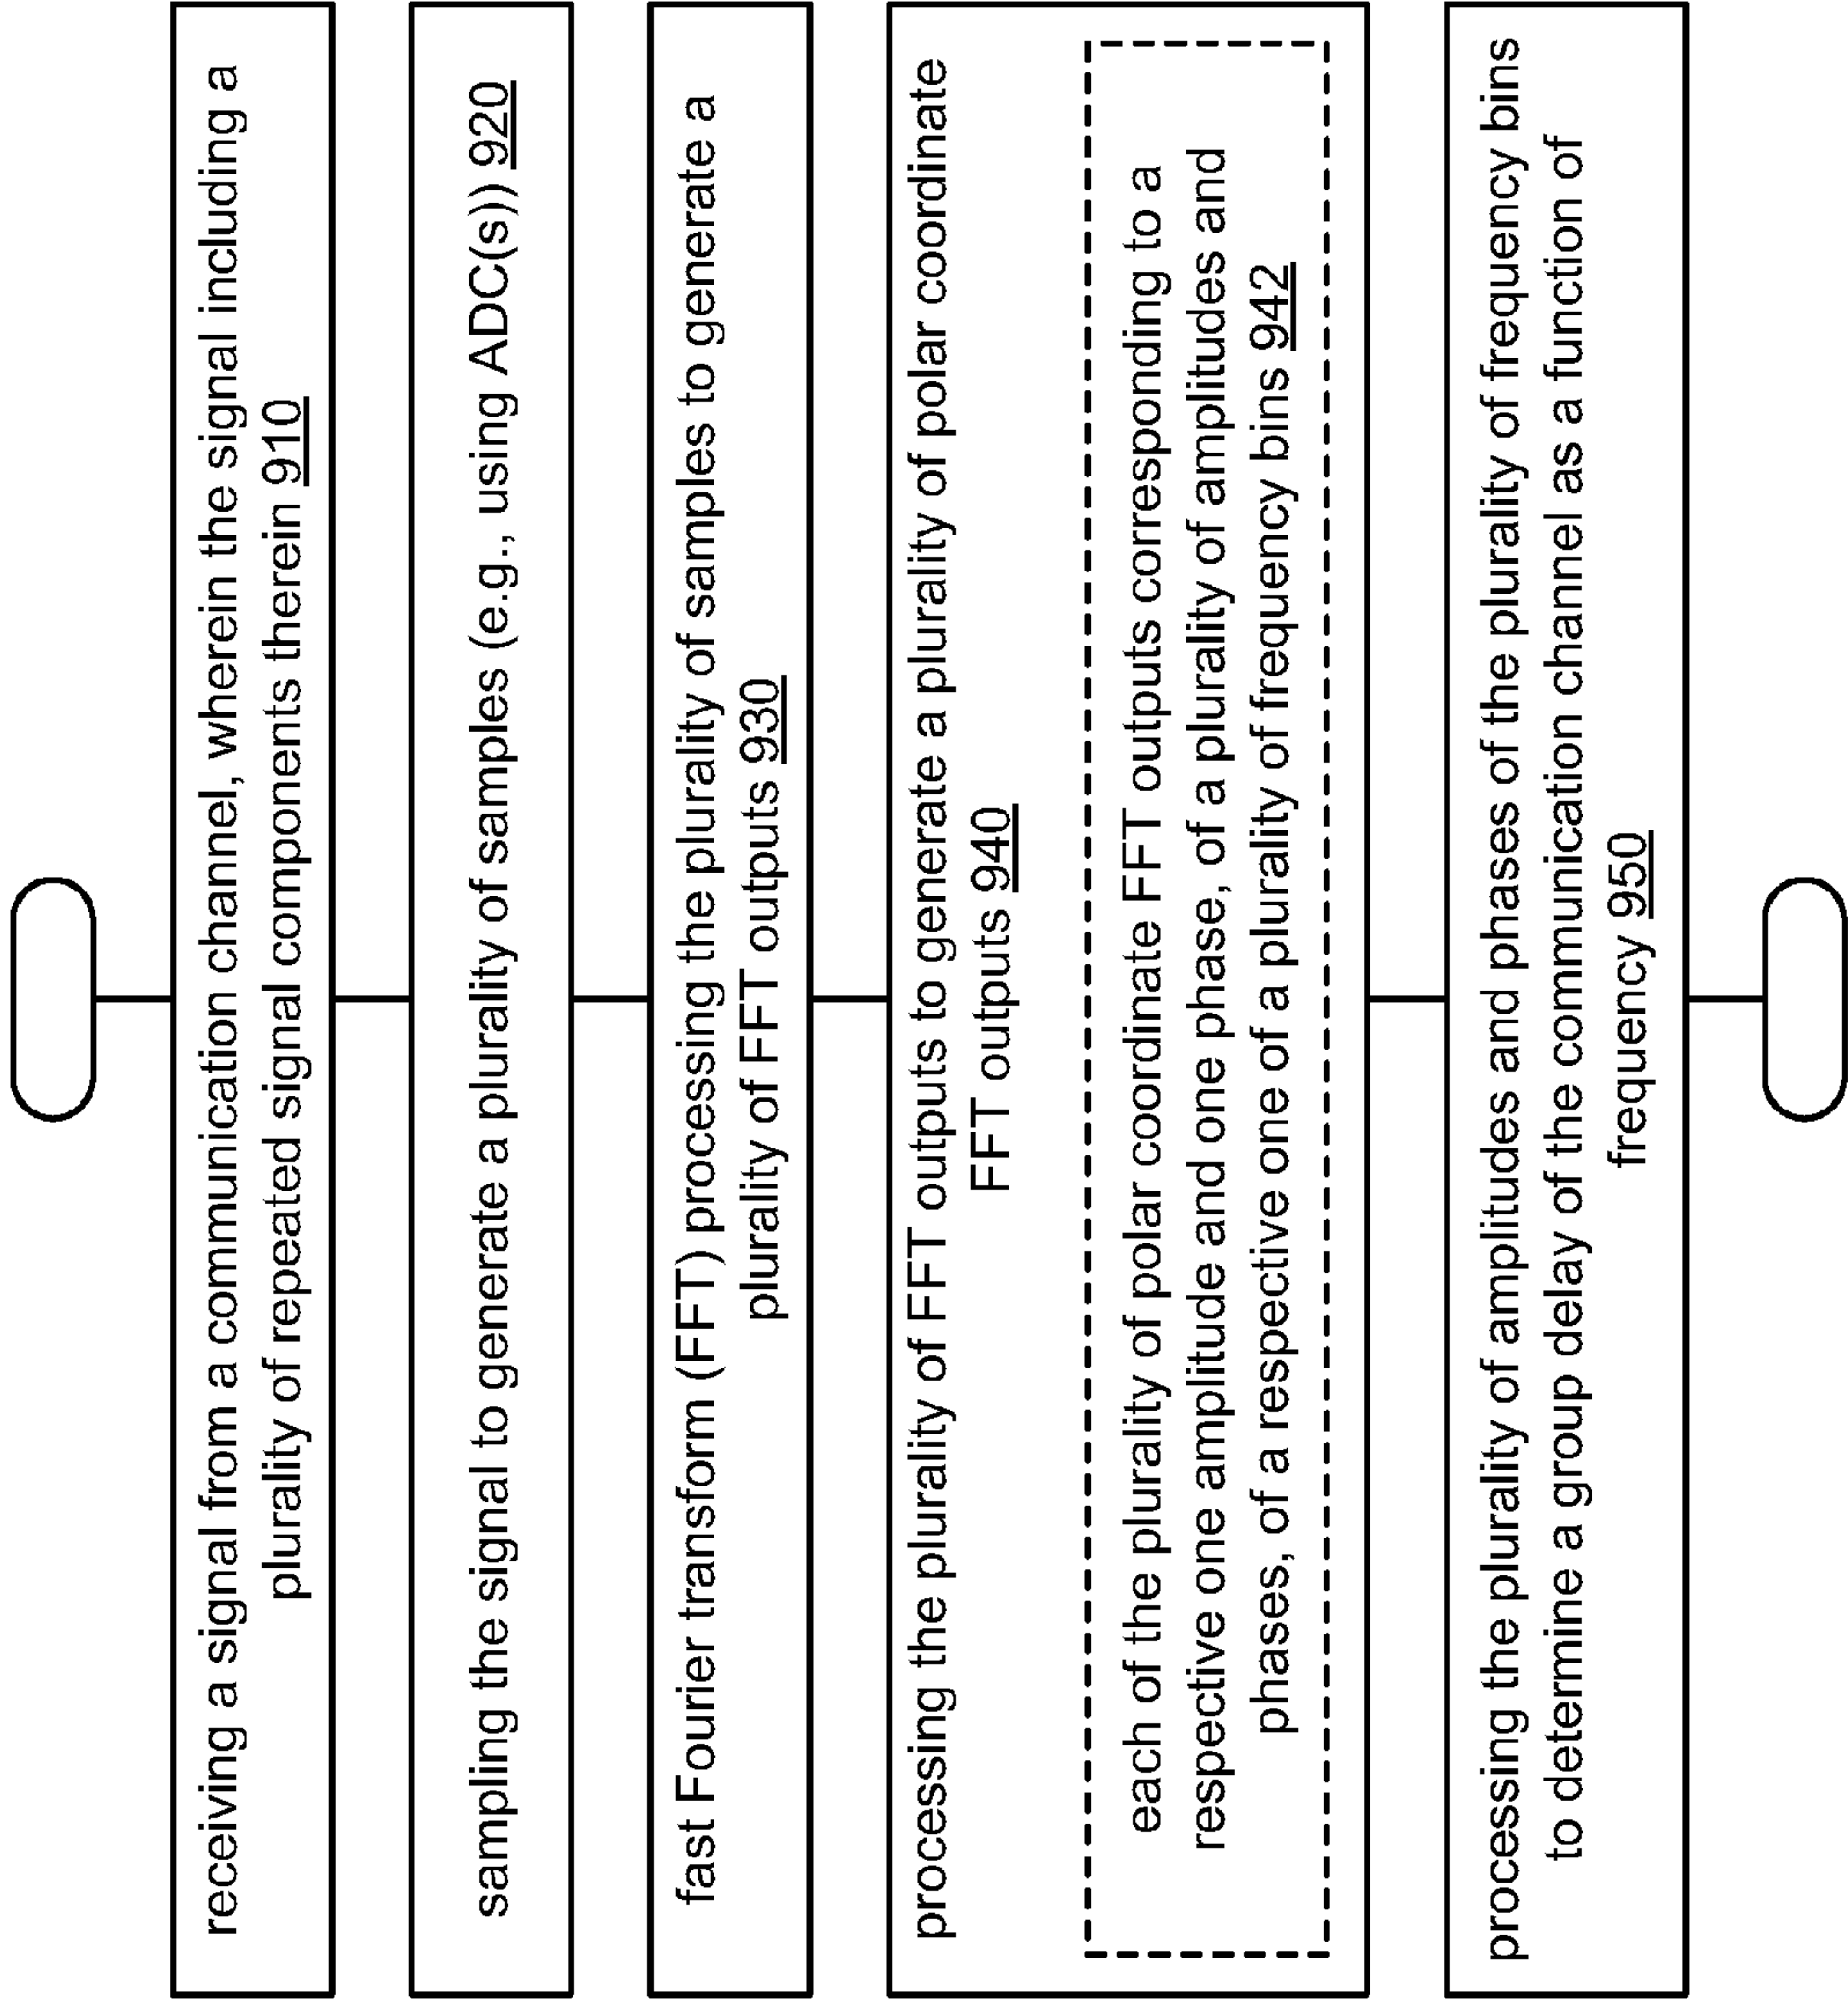 receiving a signal from a communication channel, wherein the signal including a
plurality of repeated signal components therein 910
sampling the signal to generate a plurality of samples (e.g., using ADC(s)) 920
fast Fourier transform (FFT) processing the plurality of samples to generate a
plurality of FFT outputs 930
processing the plurality of FFT outputs to generate a plurality of polar coordinate
FFT outputs 940
each of the plurality of polar coordinate FFT outputs corresponding to a
respective one amplitude and one phase, of a plurality of amplitudes and
phases, of a respective one of a plurality of frequency bins 942
processing the plurality of amplitudes and phases of the plurality of frequency bins
to determine a group delay of the communication channel as a function of
frequency 950